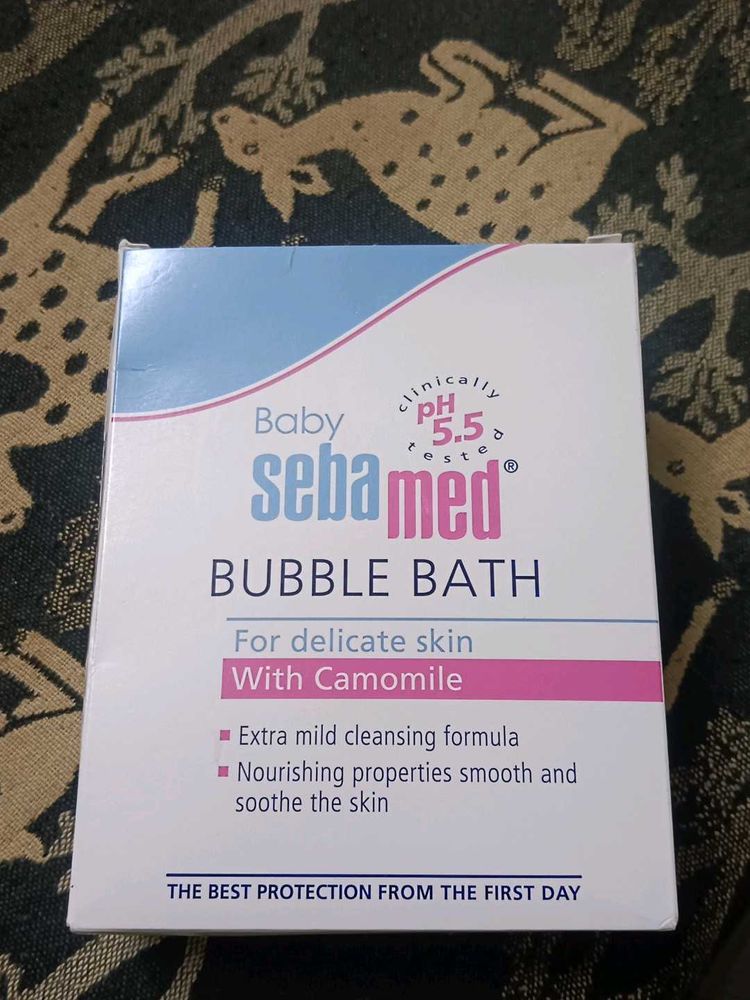 clinically
pH
5.5
tested
Baby
sebamed®
BUBBLE BATH
For delicate skin
With Camomile
Extra mild cleansing formula
Nourishing properties smooth and
soothe the skin
THE BEST PROTECTION FROM THE FIRST DAY